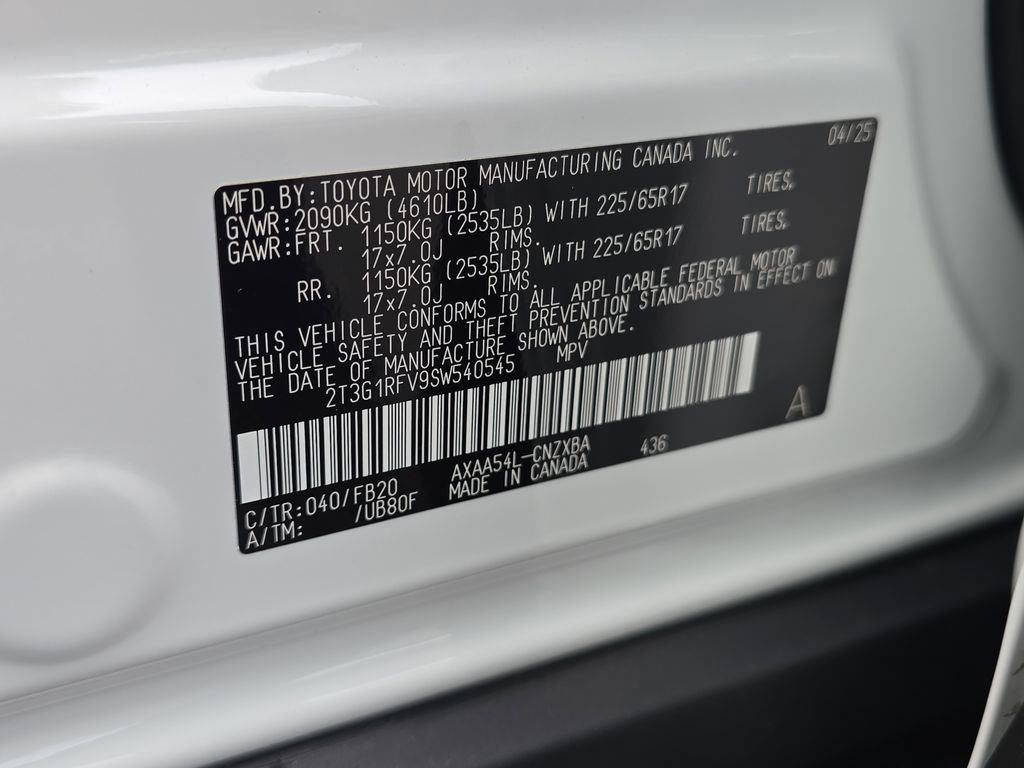 04/25
MFD.BY:TOYOTA MOTOR MANUFACTURING CANADA INC.
GVWR:2090KG (4610LB)
GAWR:FRT. 1150KG (2535LB) WITH 225/65R17 TIRES,
17x7.0J RIMS.
RR. 1150KG (2535LB) WITH 225/65R17 TIRES,
17x7.0J RIMS.
THIS VEHICLE CONFORMS TO ALL APPLICABLE FEDERAL MOTOR
VEHICLE SAFETY AND THEFT PREVENTION STANDARDS IN EFFECT ON
THE DATE OF MANUFACTURE SHOWN ABOVE.
2T3G1RFV9SW540545 MPV
A
AXAA54L-CNZXBA 436
C/TR:040/FB20 MADE IN CANADA
A/TM: /UB80F